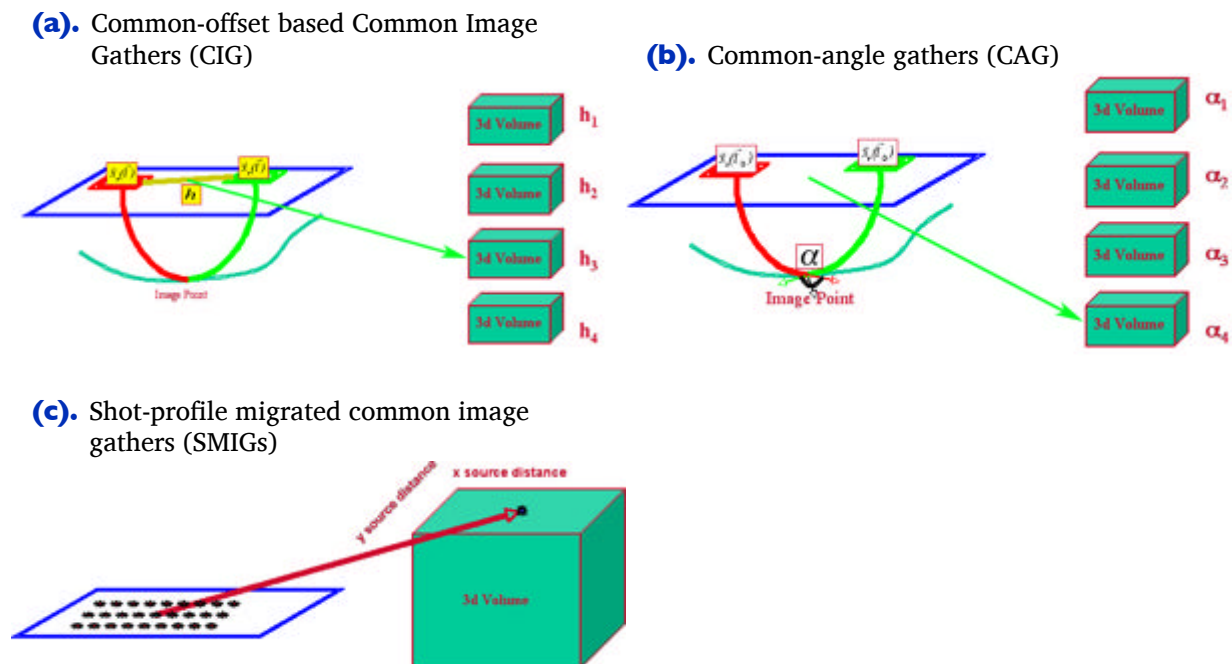 (a). Common-offset based Common Image
Gathers (CIG)
3d Volume h₁
3d Volume h₂
h
3d Volume h₃
3d Volume h₄
Image Point
(b). Common-angle gathers (CAG)
3d Volume α₁
3d Volume α₂
3d Volume α₃
3d Volume α₄
α
Image Point
(c). Shot-profile migrated common image
gathers (SMIGs)
x source distance
y source distance
3d Volume